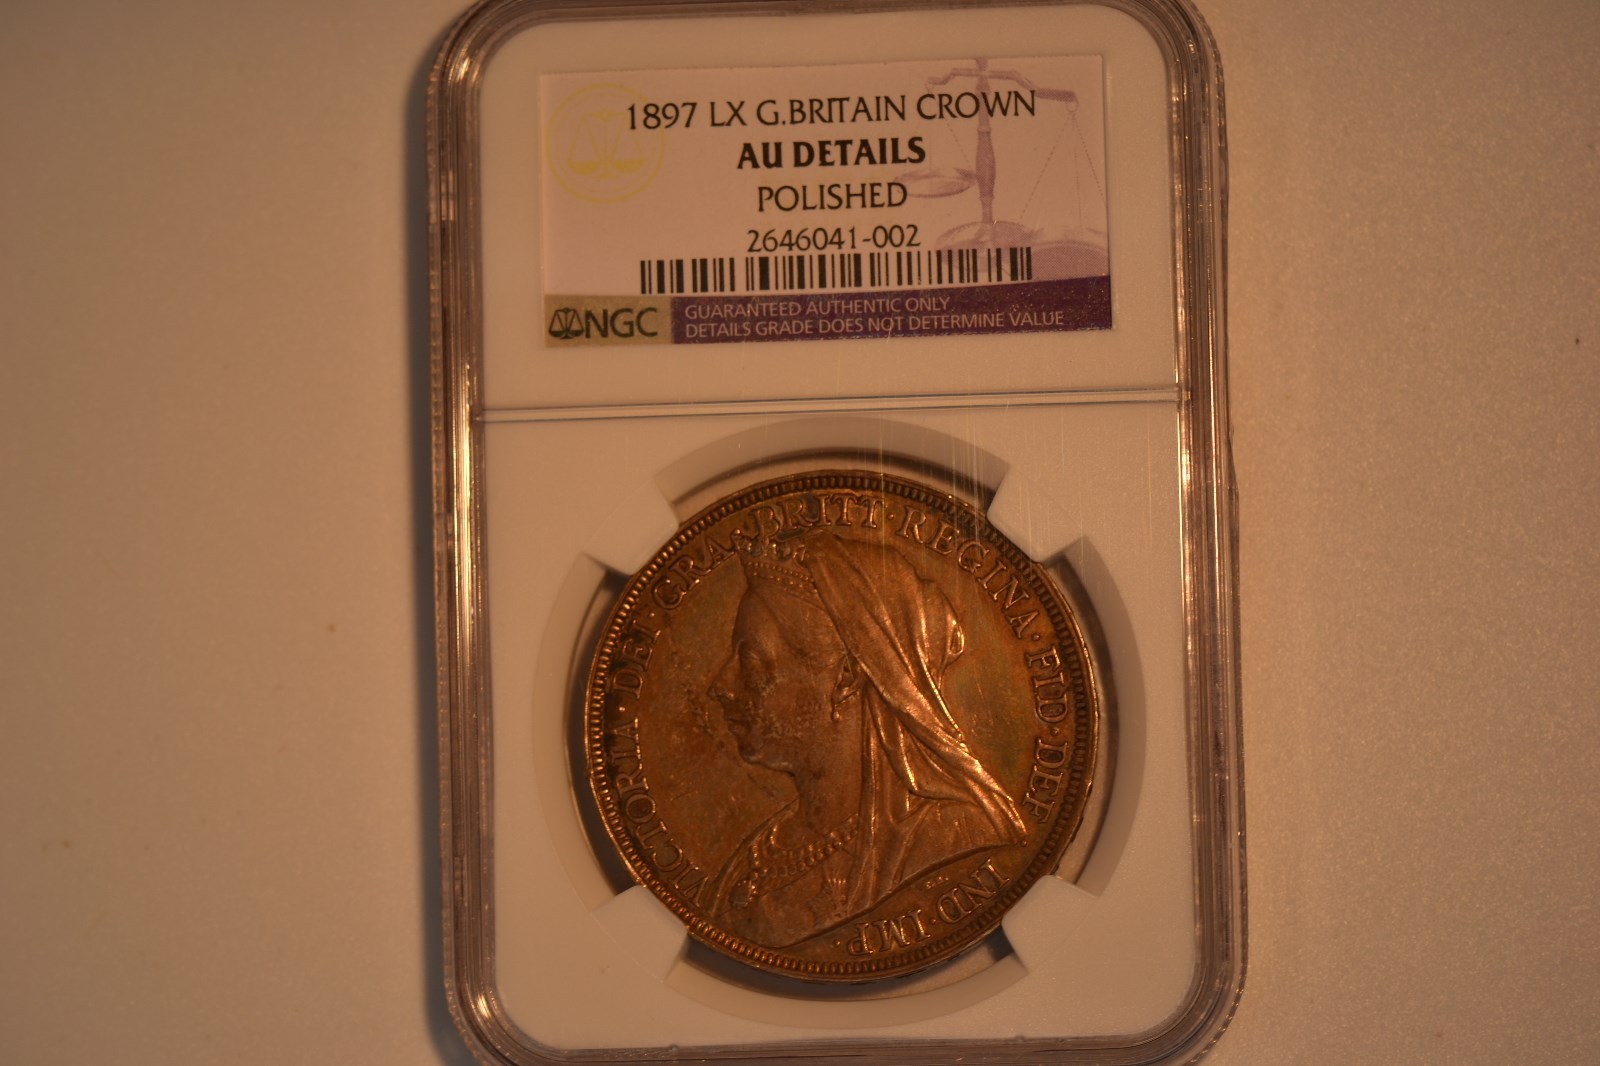 1897 LX G.BRITAIN CROWN
AU DETAILS
POLISHED
2646041-002
NGC
GUARANTEED AUTHENTIC ONLY
DETAILS GRADE DOES NOT DETERMINE VALUE
VICTORIA · DEI · GRA · BRITT · REGINA · FID · DEF · IND · IMP ·